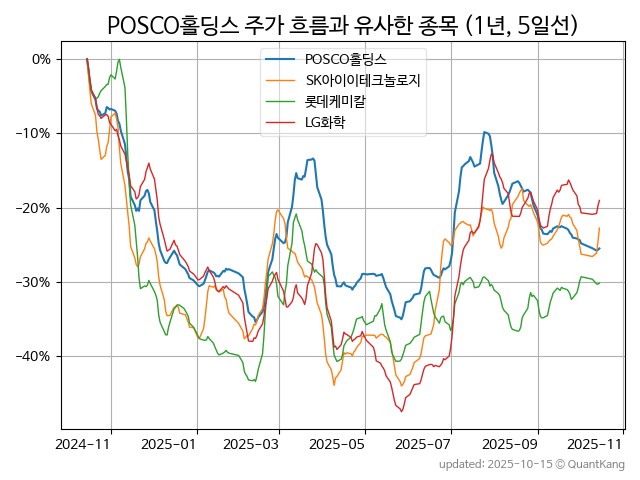 POSCO홀딩스 주가 흐름과 유사한 종목 (1년, 5일선)
POSCO홀딩스
SK아이이테크놀로지
롯데케미칼
LG화학
0%
−10%
−20%
−30%
−40%
2024-11 2025-01 2025-03 2025-05 2025-07 2025-09 2025-11
updated: 2025-10-15 © QuantKang